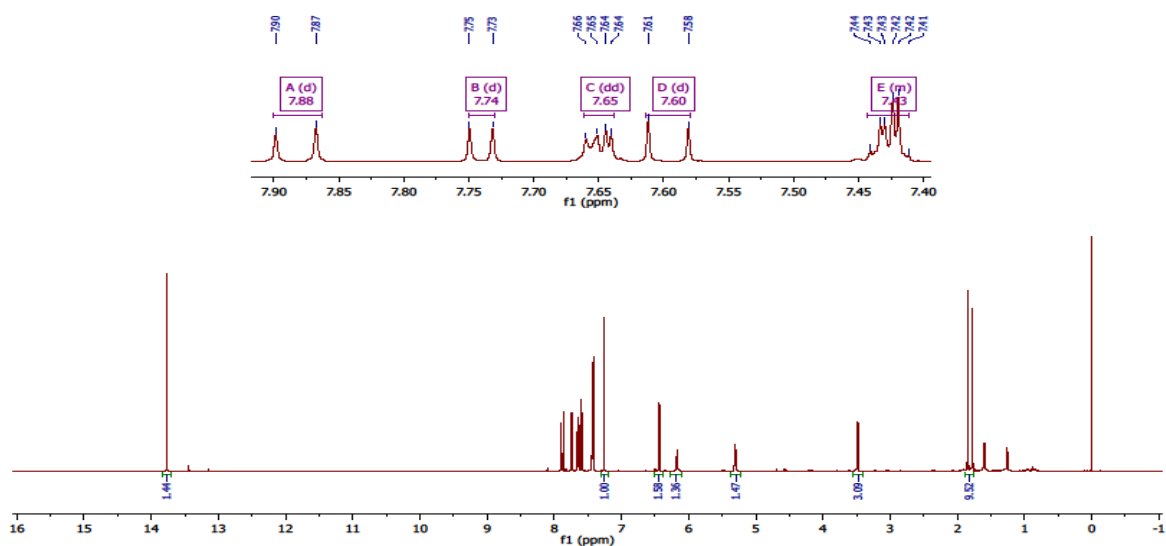 7.90 7.87 7.75 7.73 7.66 7.65 7.64 7.64 7.61 7.58 7.44 7.43 7.43 7.42 7.42 7.41
A (d) B (d) C (dd) D (d) E (m)
7.88 7.74 7.65 7.60 7.43
7.90 7.85 7.80 7.75 7.70 7.65 7.60 7.55 7.50 7.45 7.40
f1 (ppm)
1.44 1.00 1.58 1.36 1.47 3.09 9.52
16 15 14 13 12 11 10 9 8 7 6 5 4 3 2 1 0 -1
f1 (ppm)